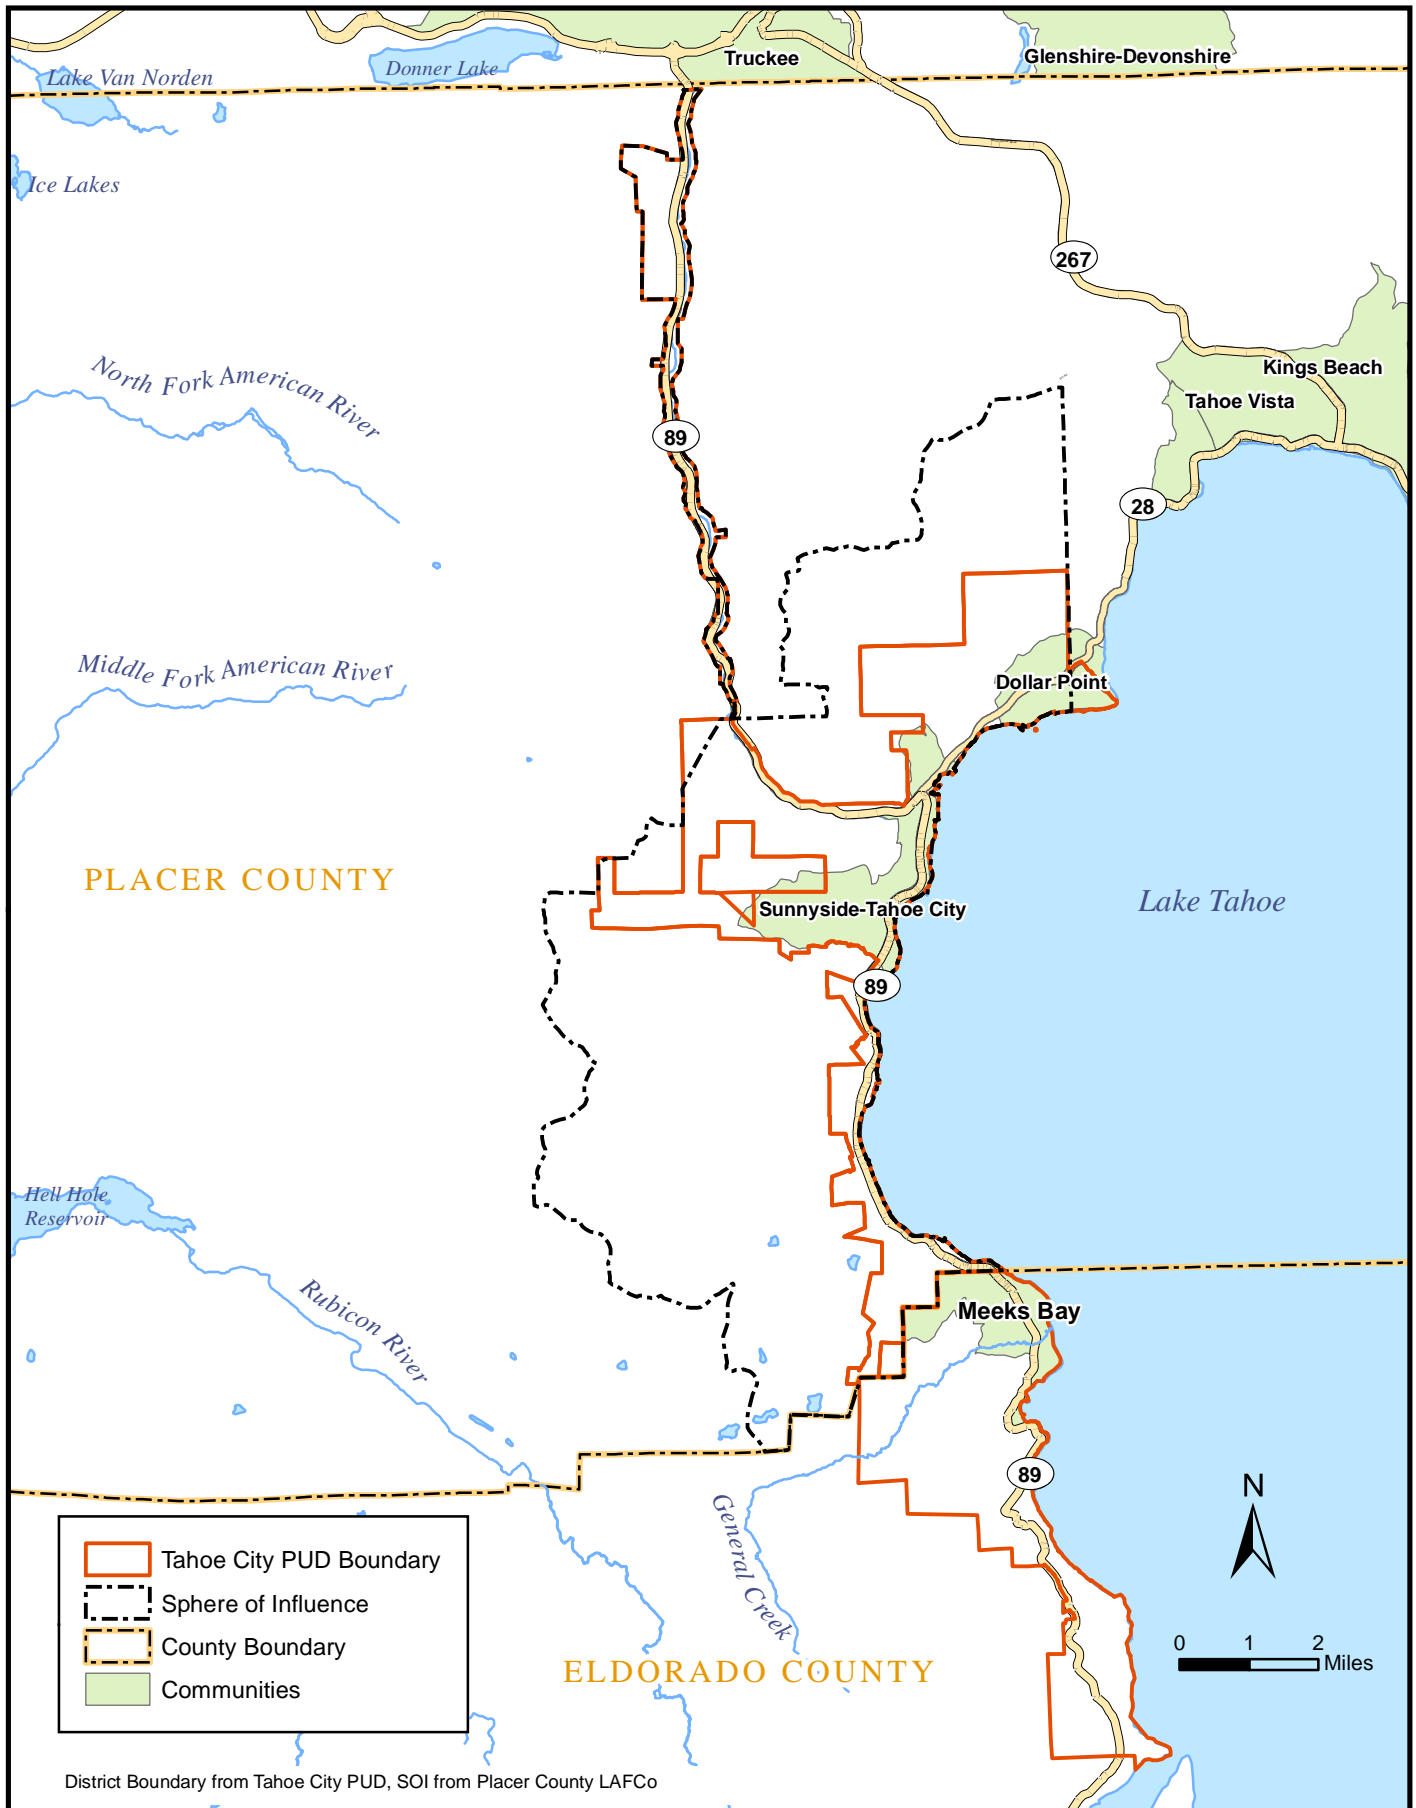 Truckee
Glenshire-Devonshire
Lake Van Norden
Donner Lake
Ice Lakes
267
North Fork American River
Kings Beach
Tahoe Vista
89
28
Middle Fork American River
Dollar Point
PLACER COUNTY
Lake Tahoe
Sunnyside-Tahoe City
89
Hell Hole
Reservoir
Rubicon River
Meeks Bay
89
N
General Creek
Tahoe City PUD Boundary
Sphere of Influence
County Boundary
Communities
ELDORADO COUNTY
0 1 2
Miles
District Boundary from Tahoe City PUD, SOI from Placer County LAFCo